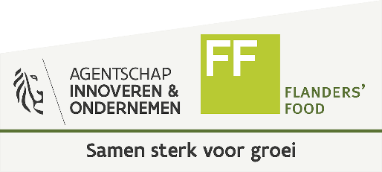 AGENTSCHAP
INNOVEREN &
ONDERNEMEN
FF
FLANDERS'
FOOD
Samen sterk voor groei